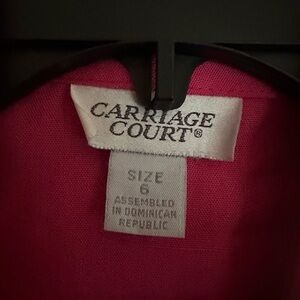 CARRIAGE
COURT®
SIZE
6
ASSEMBLED
IN DOMINICAN
REPUBLIC